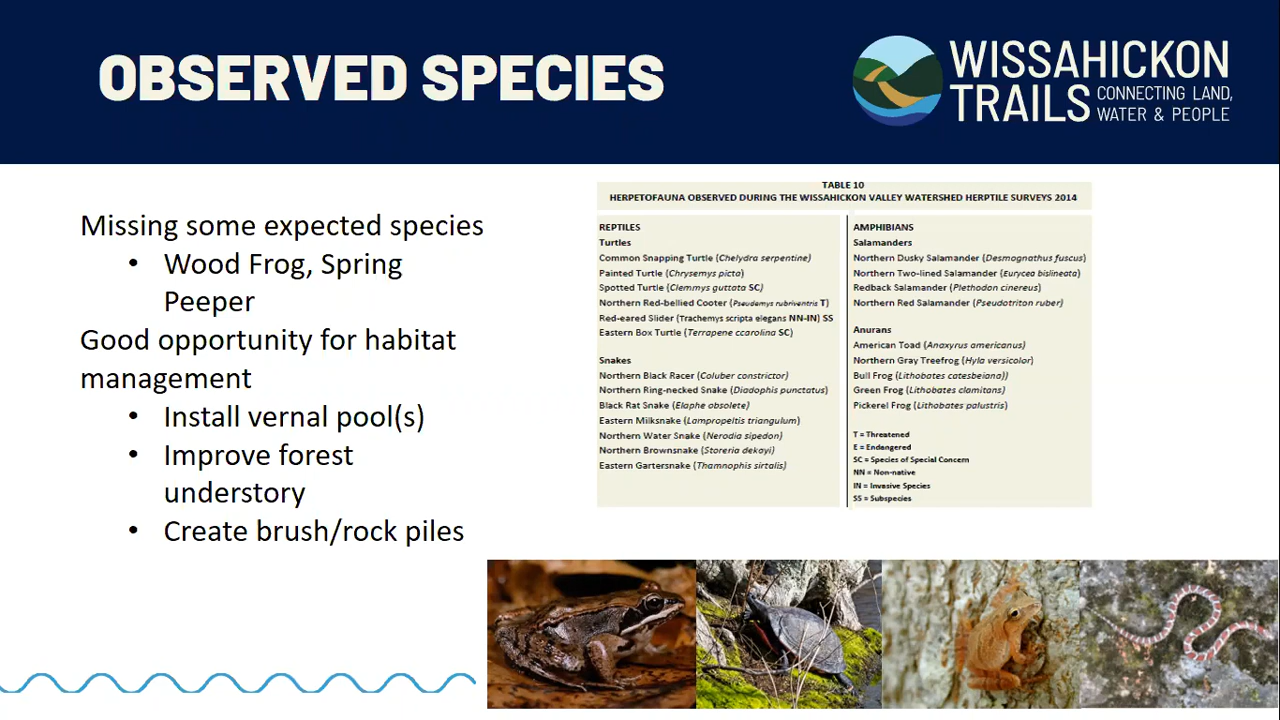 OBSERVED SPECIES
WISSAHICKON
TRAILS CONNECTING LAND,
WATER & PEOPLE
Missing some expected species
• Wood Frog, Spring
Peeper
Good opportunity for habitat
management
• Install vernal pool(s)
• Improve forest
understory
• Create brush/rock piles
TABLE 10
HERPETOFAUNA OBSERVED DURING THE WISSAHICKON VALLEY WATERSHED HERPTILE SURVEYS 2014
REPTILES
Turtles
Common Snapping Turtle (Chelydra serpentine)
Painted Turtle (Chrysemys picta)
Spotted Turtle (Clemmys guttata SC)
Northern Red-bellied Cooter (Pseudemys rubriventris T)
Red-eared Slider (Trachemys scripta elegans NN-IN) SS
Eastern Box Turtle (Terrapene ccarolina SC)
Snakes
Northern Black Racer (Coluber constrictor)
Northern Ring-necked Snake (Diadophis punctatus)
Black Rat Snake (Elaphe obsolete)
Eastern Milksnake (Lampropeltis triangulum)
Northern Water Snake (Nerodia sipedon)
Northern Brownsnake (Storeria dekayi)
Eastern Gartersnake (Thamnophis sirtalis)
AMPHIBIANS
Salamanders
Northern Dusky Salamander (Desmognathus fuscus)
Northern Two-lined Salamander (Eurycea bislineata)
Redback Salamander (Plethodon cinereus)
Northern Red Salamander (Pseudotriton ruber)
Anurans
American Toad (Anaxyrus americanus)
Northern Gray Treefrog (Hyla versicolor)
Bull Frog (Lithobates catesbeiana))
Green Frog (Lithobates clamitans)
Pickerel Frog (Lithobates palustris)
T = Threatened
E = Endangered
SC = Species of Special Concern
NN = Non-native
IN = Invasive Species
SS = Subspecies